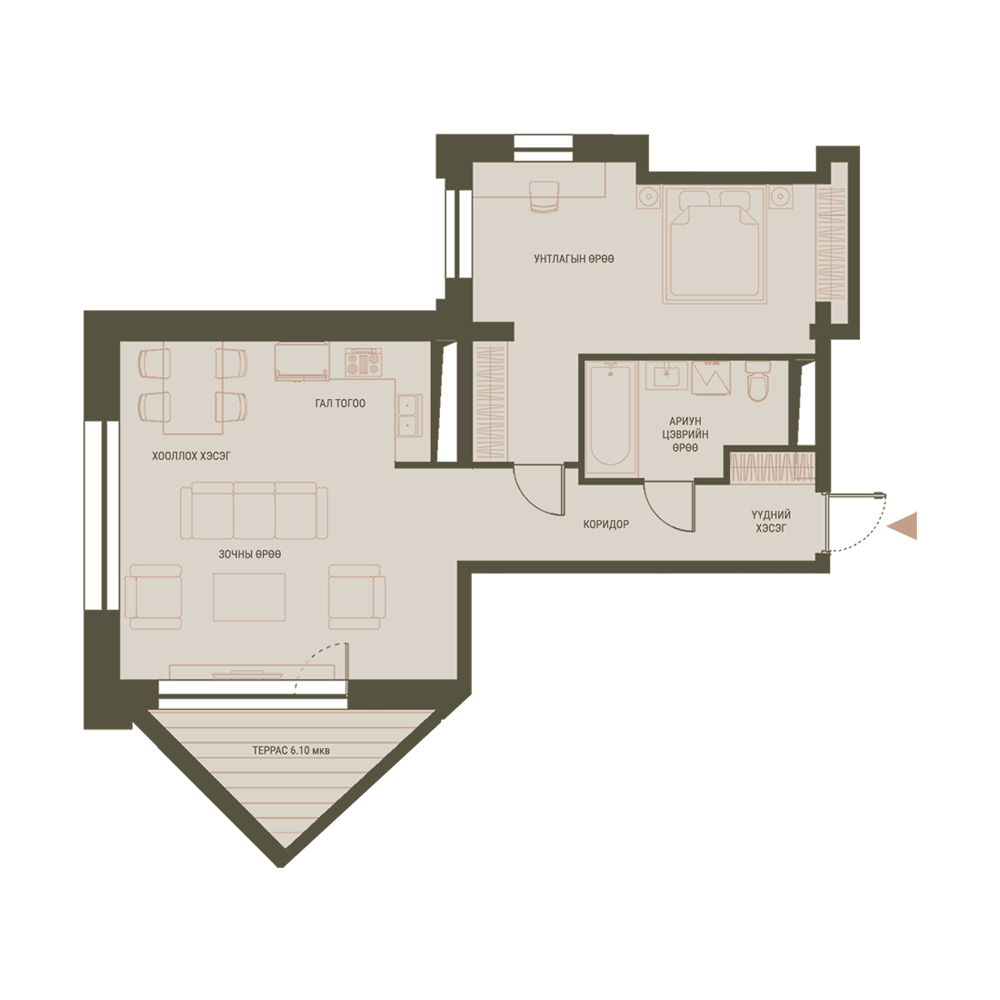 УНТЛАГЫН ӨРӨӨ
ГАЛ ТОГОО
ХООЛЛОХ ХЭСЭГ
АРИУН
ЦЭВРИЙН
ӨРӨӨ
ЗОЧНЫ ӨРӨӨ
КОРИДОР
ҮҮДНИЙ
ХЭСЭГ
ТЕРРАС 6.10 мкв